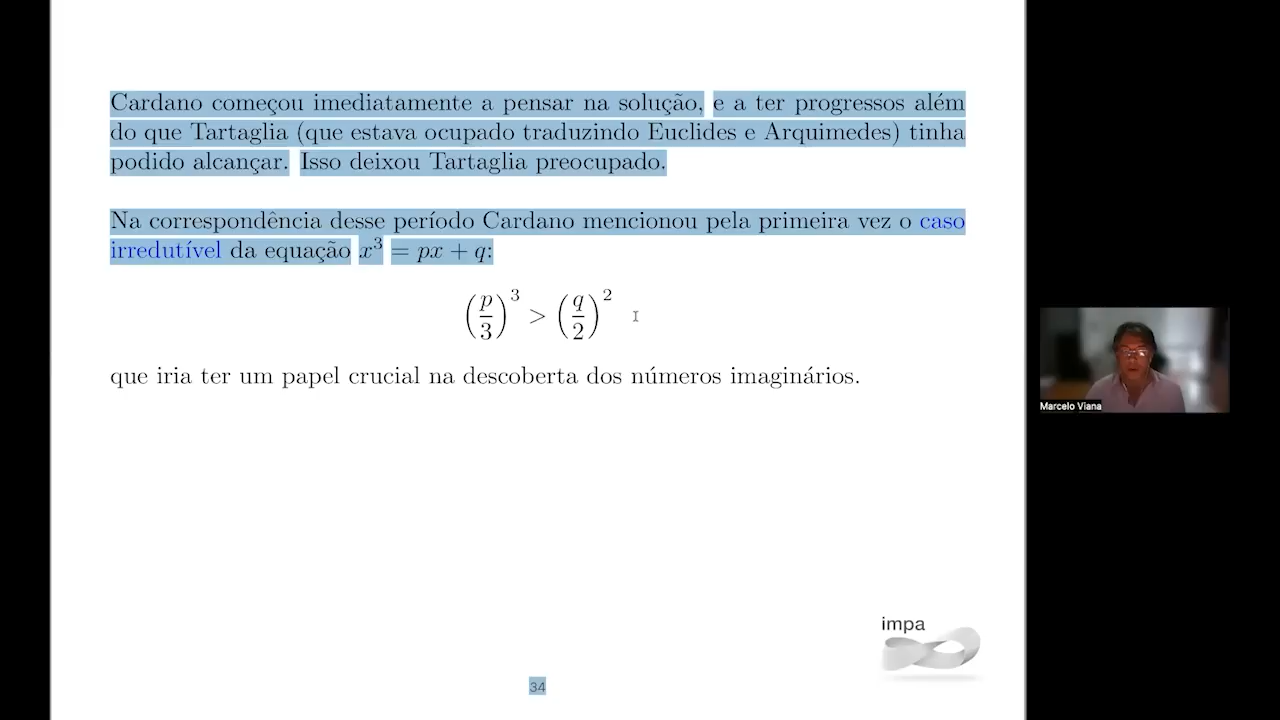 Cardano começou imediatamente a pensar na solução, e a ter progressos além
do que Tartaglia (que estava ocupado traduzindo Euclides e Arquimedes) tinha
podido alcançar. Isso deixou Tartaglia preocupado.
Na correspondência desse período Cardano mencionou pela primeira vez o caso
irredutível da equação x³ = px + q:
(p/3)³ > (q/2)²
que iria ter um papel crucial na descoberta dos números imaginários.
Marcelo Viana
impa
34